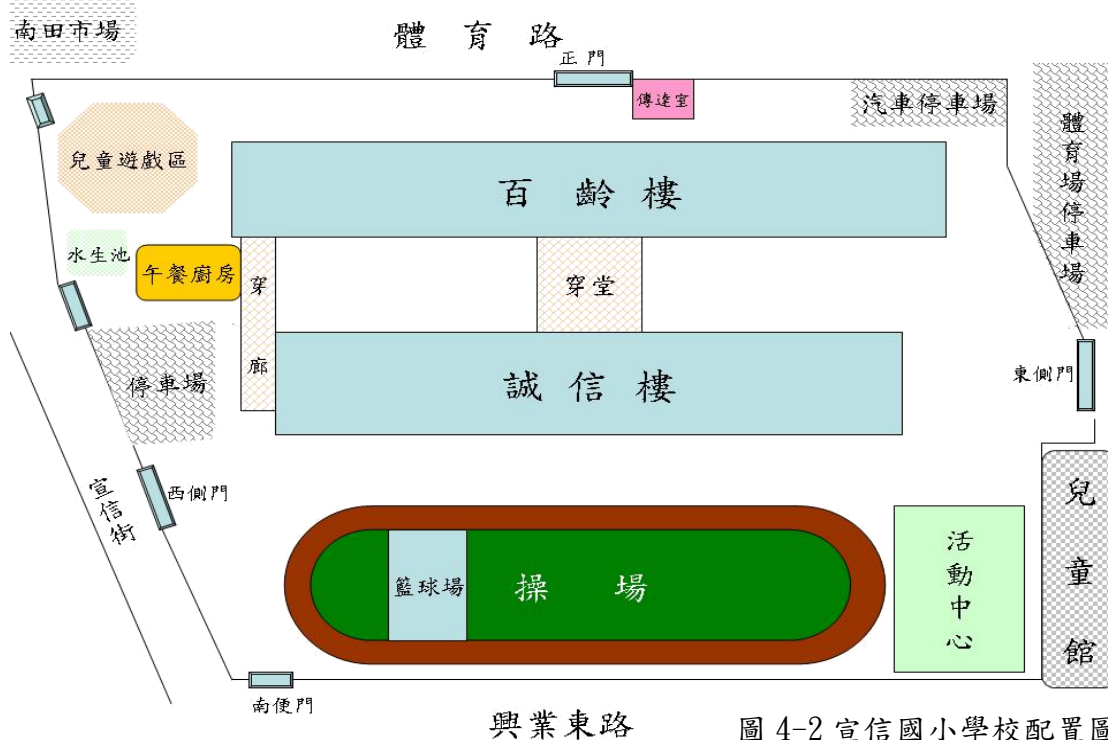 南田市場
體育路
正門
傳達室
汽車停車場
體育場停車場
兒童遊戲區
百齡樓
水生池
午餐廚房
穿廊
穿堂
停車場
誠信樓
東側門
宣信街
西側門
籃球場
操場
活動中心
兒童館
南便門
興業東路
圖 4-2 宣信國小學校配置圖